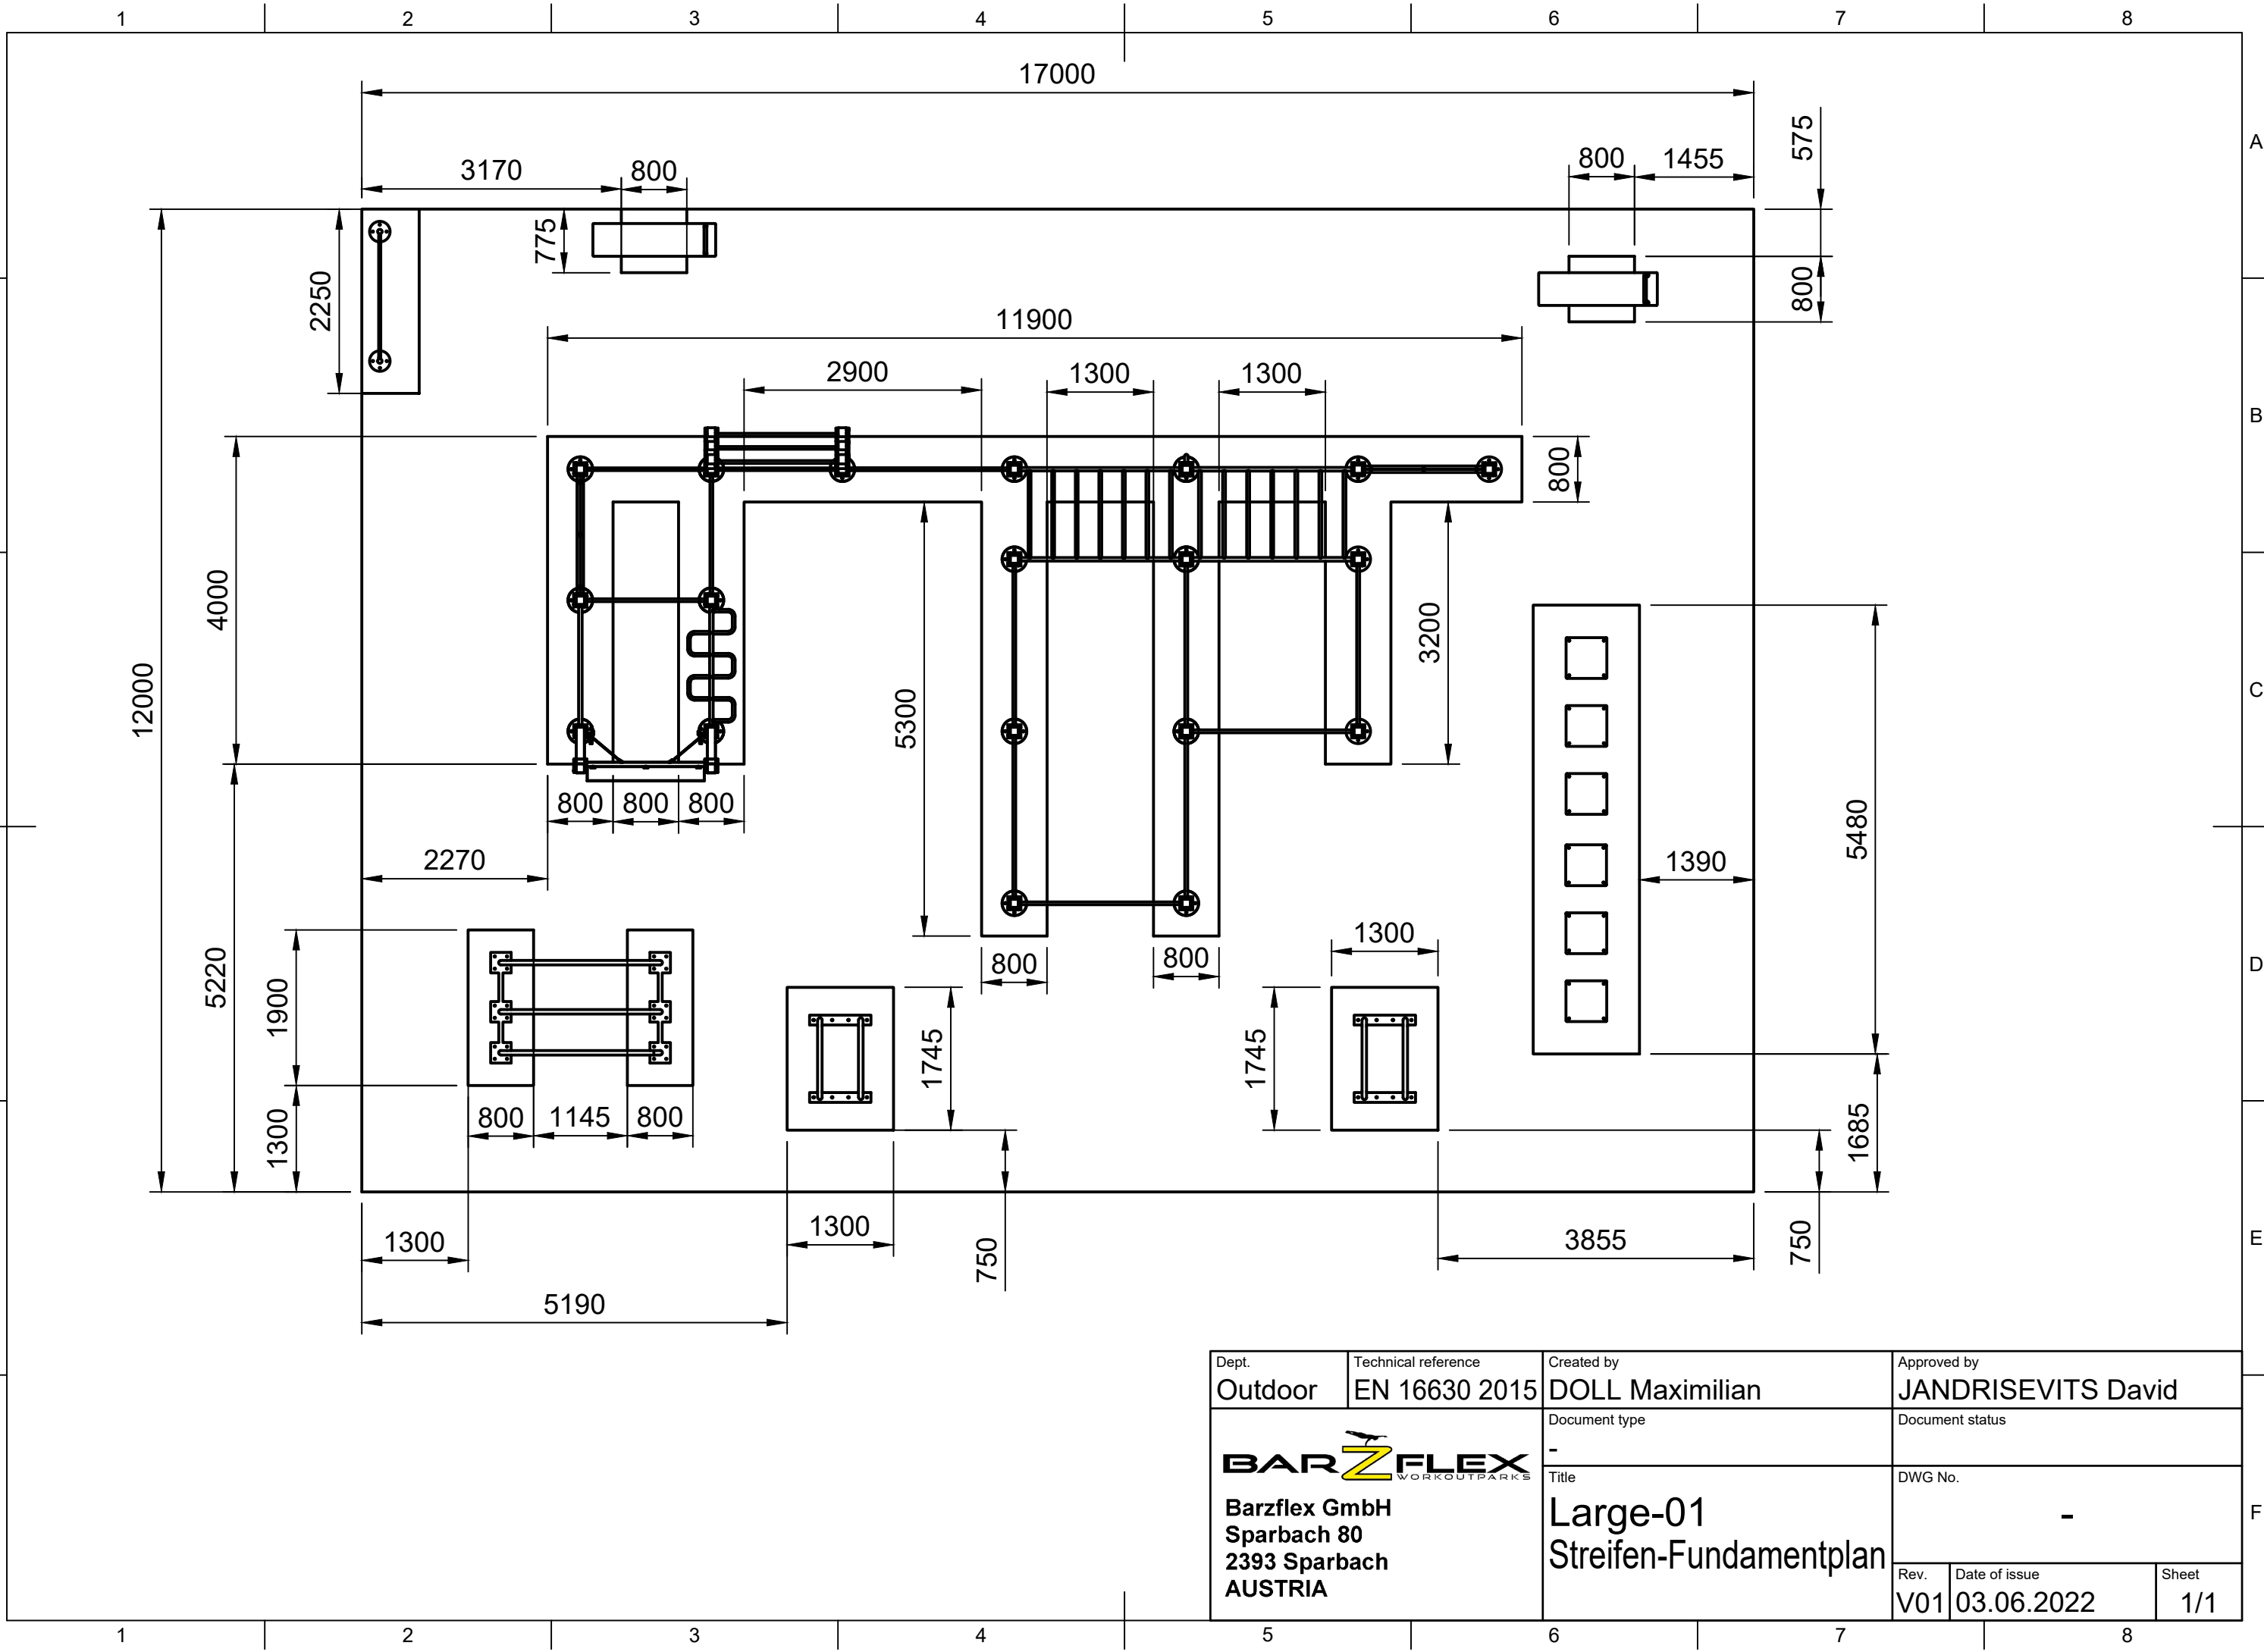 1 2 3 4 5 6 7 8
17000
A
575
3170 800
800 1455
775
2250
800
11900
2900 1300 1300
B
800
4000
3200
12000
5300
C
800 800 800
5480
2270
1390
1300
5220
1900
800
800
D
1745
1745
800 1145 800
1300
1685
1300
1300
750
3855
750
E
5190
Dept.
Outdoor
Technical reference
EN 16630 2015
Created by
DOLL Maximilian
Approved by
JANDRISEVITS David
Document type
-
Document status
BARZFLEX
WORKOUTPARKS
Barzflex GmbH
Sparbach 80
2393 Sparbach
AUSTRIA
Title
Large-01
Streifen-Fundamentplan
DWG No.
-
F
Rev.
V01
Date of issue
03.06.2022
Sheet
1/1
1 2 3 4 5 6 7 8